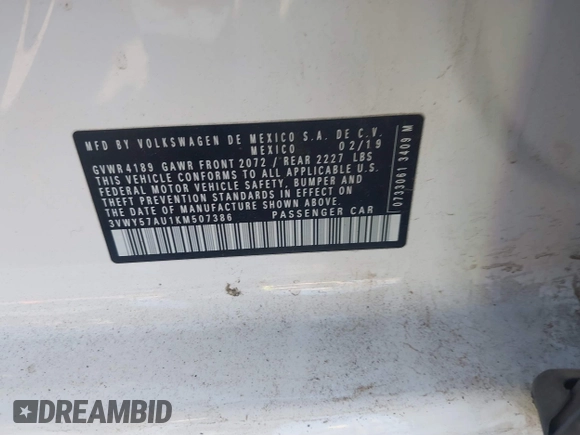 MFD BY VOLKSWAGEN DE MEXICO S.A. DE C.V.
MEXICO 02/19
GVWR 4189 GAWR FRONT 2072 / REAR 2227 LBS
THIS VEHICLE CONFORMS TO ALL APPLICABLE U.S.
FEDERAL MOTOR VEHICLE SAFETY, BUMPER AND
THEFT PREVENTION STANDARDS IN EFFECT ON THE
DATE OF MANUFACTURE SHOWN ABOVE.
3VWY57AU1KM507386 PASSENGER CAR
0733061 3409 M
DREAMBID